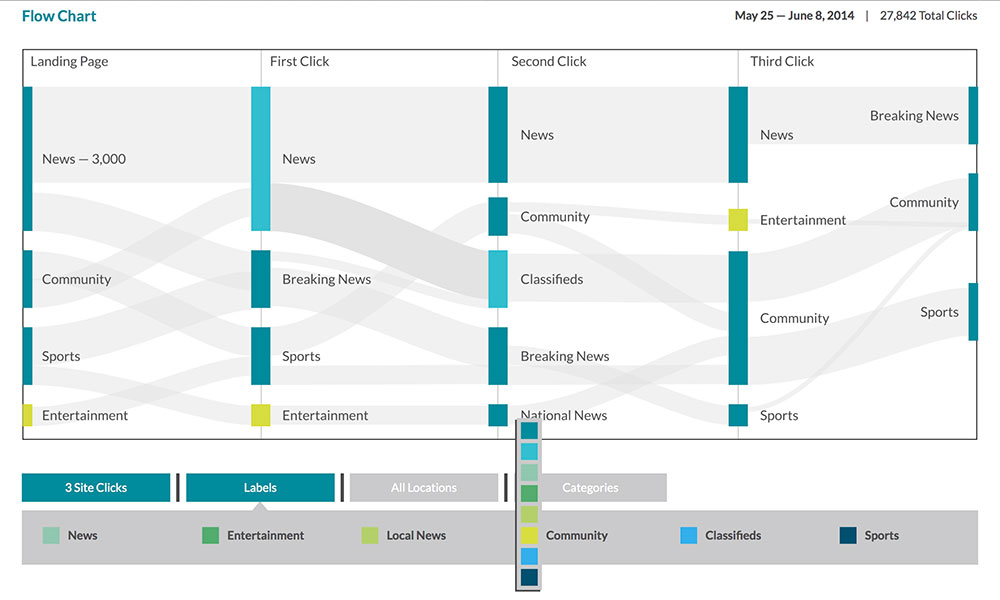 Flow Chart
May 25 — June 8, 2014 | 27,842 Total Clicks
Landing Page
First Click
Second Click
Third Click
News — 3,000
Community
Sports
Entertainment
News
Breaking News
Sports
Entertainment
News
Community
Classifieds
Breaking News
National News
News
Entertainment
Community
Sports
Breaking News
Community
Sports
3 Site Clicks
Labels
All Locations
Categories
News
Entertainment
Local News
Community
Classifieds
Sports